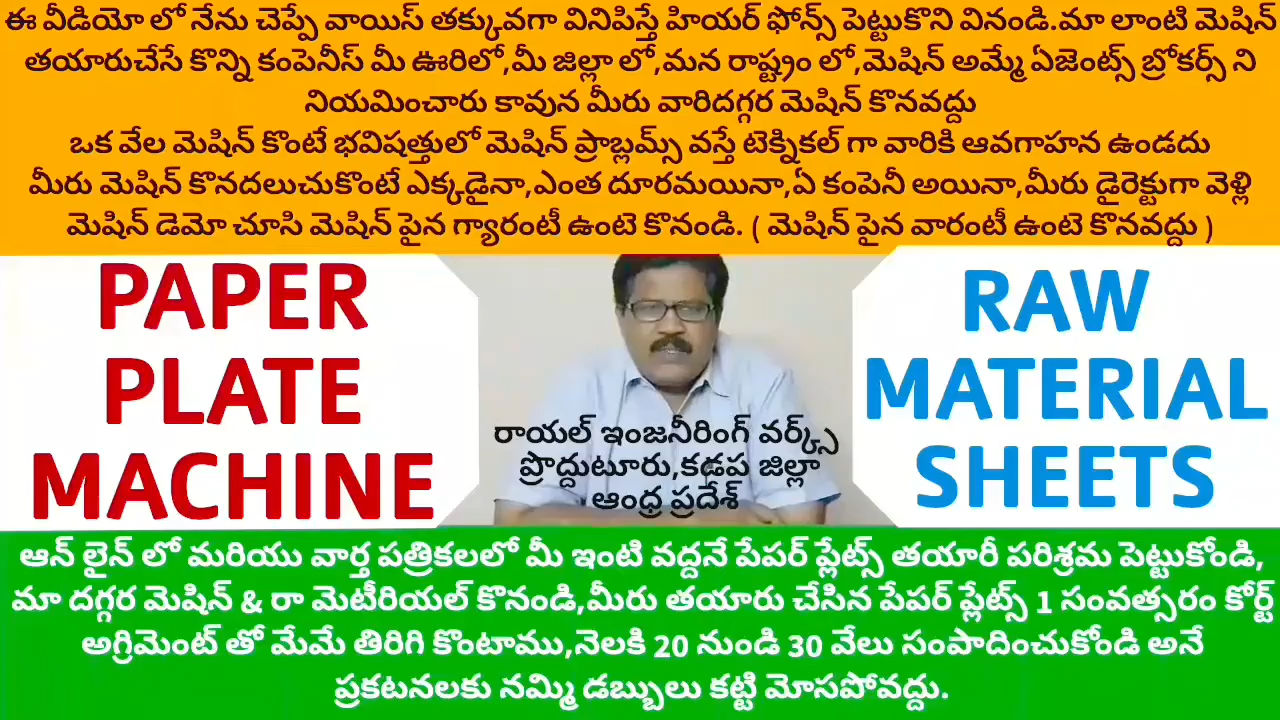 ఈ వీడియో లో నేను చెప్పే వాయిస్ తక్కువగా వినిపిస్తే హియర్ ఫోన్స్ పెట్టుకొని వినండి.మా లాంటి మెషిన్
తయారుచేసే కొన్ని కంపెనీస్ మీ ఊరిలో,మీ జిల్లా లో,మన రాష్ట్రం లో,మెషిన్ అమ్మే ఏజెంట్స్ బ్రోకర్స్ ని
నియమించారు కావున మీరు వారిదగ్గర మెషిన్ కొనవద్దు
ఒక వేల మెషిన్ కొంటే భవిషత్తులో మెషిన్ ప్రాబ్లమ్స్ వస్తే టెక్నికల్ గా వారికి ఆవగాహన ఉండదు
మీరు మెషిన్ కొనదలుచుకొంటే ఎక్కడైనా,ఎంత దూరమయినా,ఏ కంపెనీ అయినా,మీరు డైరెక్టుగా వెళ్లి
మెషిన్ డెమో చూసి మెషిన్ పైన గ్యారంటీ ఉంటె కొనండి. ( మెషిన్ పైన వారంటీ ఉంటె కొనవద్దు )
PAPER
PLATE
MACHINE
రాయల్ ఇంజనీరింగ్ వర్క్స్
ప్రొద్దుటూరు,కడప జిల్లా
ఆంధ్ర ప్రదేశ్
RAW
MATERIAL
SHEETS
ఆన్ లైన్ లో మరియు వార్త పత్రికలలో మీ ఇంటి వద్దనే పేపర్ ప్లేట్స్ తయారీ పరిశ్రమ పెట్టుకోండి,
మా దగ్గర మెషిన్ & రా మెటీరియల్ కొనండి,మీరు తయారు చేసిన పేపర్ ప్లేట్స్ 1 సంవత్సరం కోర్ట్
అగ్రిమెంట్ తో మేమే తిరిగి కొంటాము,నెలకి 20 నుండి 30 వేలు సంపాదించుకోండి అనే
ప్రకటనలకు నమ్మి డబ్బులు కట్టి మోసపోవద్దు.